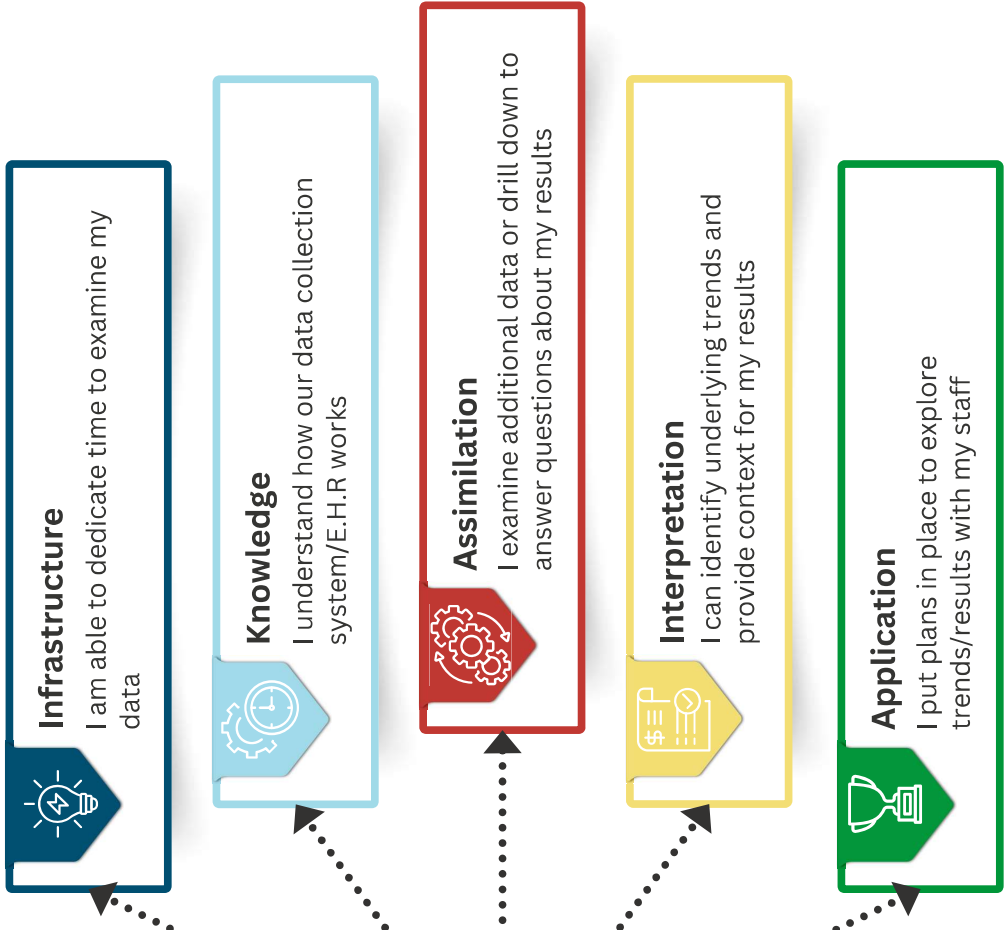 Infrastructure
I am able to dedicate time to examine my
data
Knowledge
I understand how our data collection
system/E.H.R works
Assimilation
I examine additional data or drill down to
answer questions about my results
Interpretation
I can identify underlying trends and
provide context for my results
Application
I put plans in place to explore
trends/results with my staff